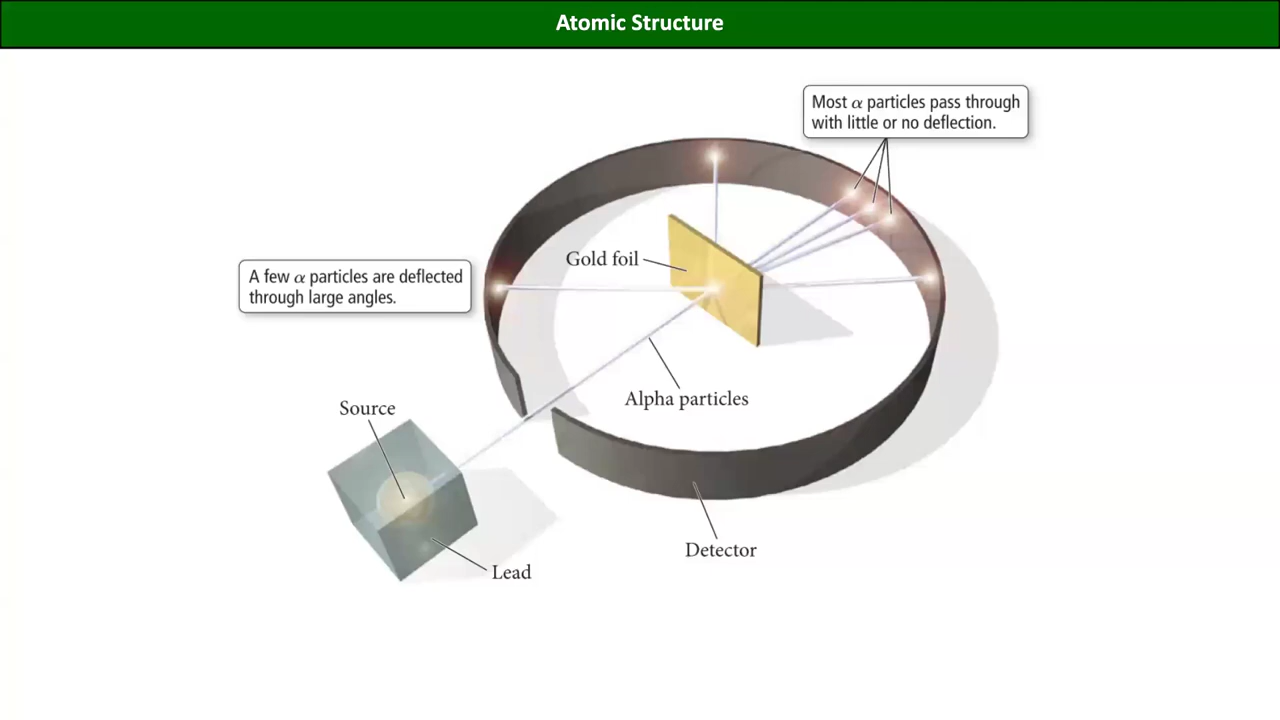 Atomic Structure
Most α particles pass through
with little or no deflection.
Gold foil
A few α particles are deflected
through large angles.
Alpha particles
Source
Detector
Lead